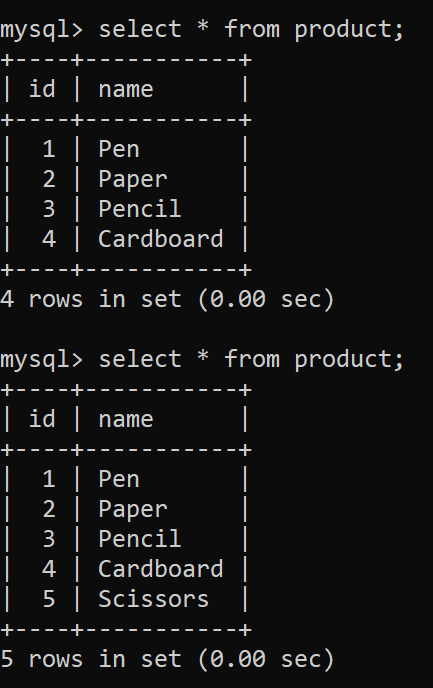 mysql> select * from product;
+----+-----------+
| id | name      |
+----+-----------+
|  1 | Pen       |
|  2 | Paper     |
|  3 | Pencil    |
|  4 | Cardboard |
+----+-----------+
4 rows in set (0.00 sec)

mysql> select * from product;
+----+-----------+
| id | name      |
+----+-----------+
|  1 | Pen       |
|  2 | Paper     |
|  3 | Pencil    |
|  4 | Cardboard |
|  5 | Scissors  |
+----+-----------+
5 rows in set (0.00 sec)